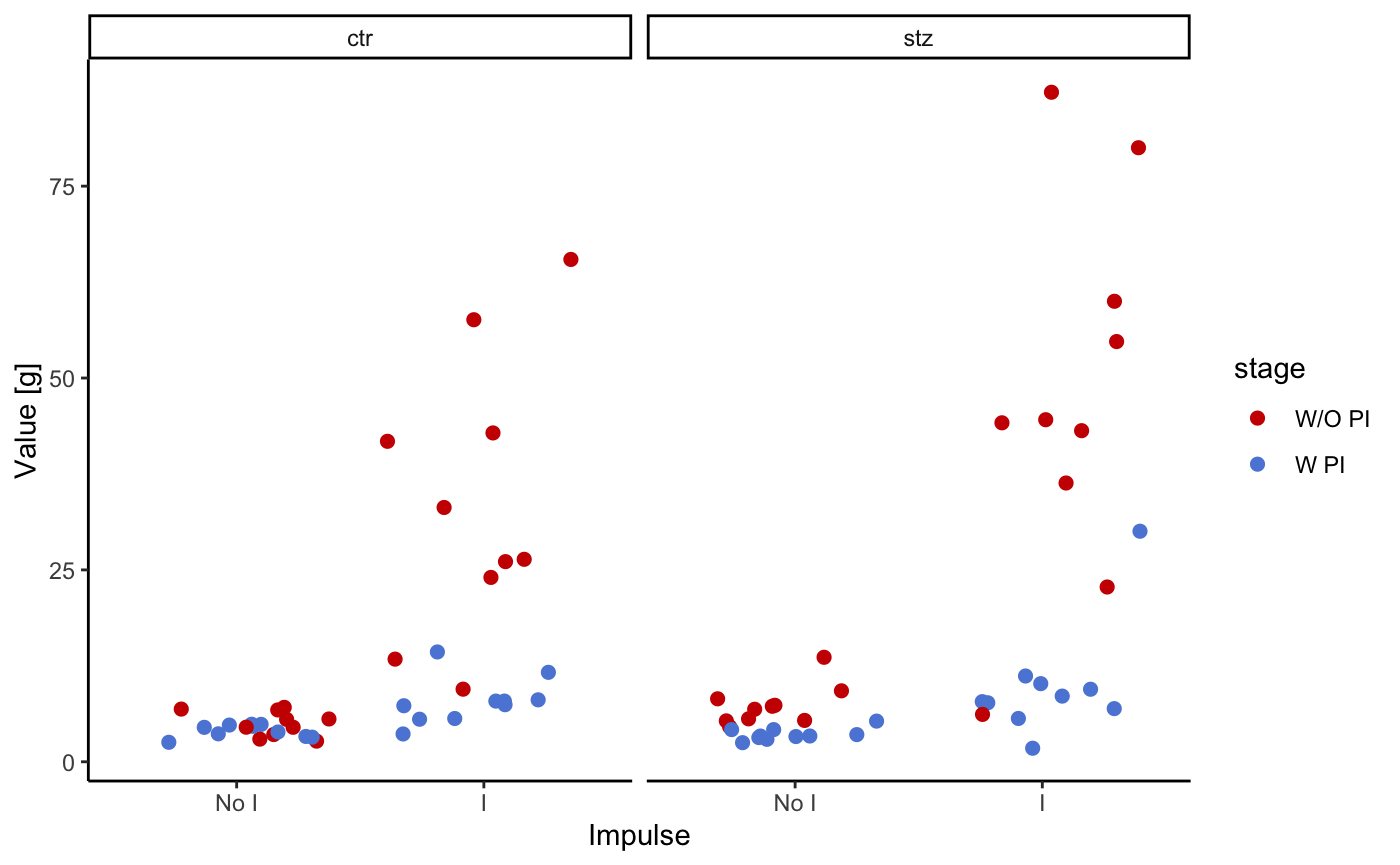 ctr
stz
Value [g]
75
50
25
0
No I
I
No I
I
Impulse
stage
W/O PI
W PI